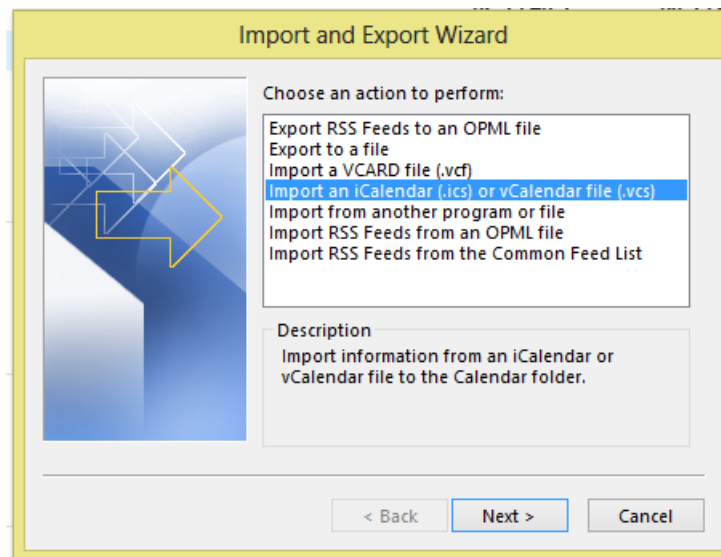 Import and Export Wizard
Choose an action to perform:
Export RSS Feeds to an OPML file
Export to a file
Import a VCARD file (.vcf)
Import an iCalendar (.ics) or vCalendar file (.vcs)
Import from another program or file
Import RSS Feeds from an OPML file
Import RSS Feeds from the Common Feed List
Description
Import information from an iCalendar or
vCalendar file to the Calendar folder.
< Back Next > Cancel